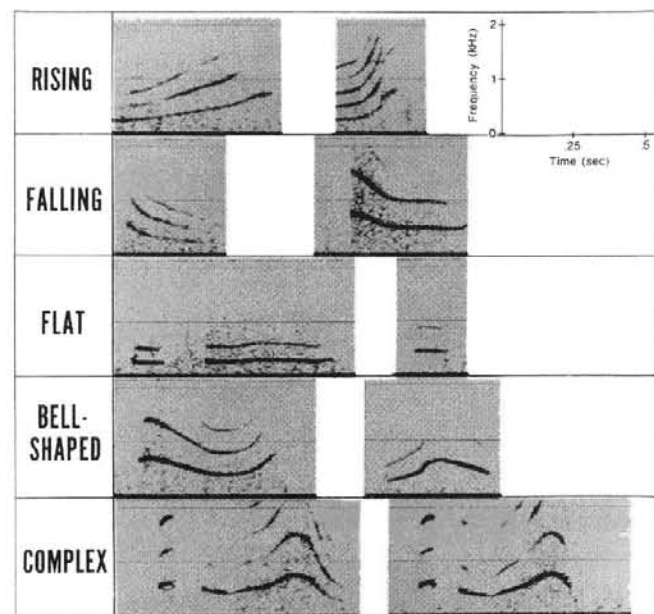 RISING
Frequency (kHz)
2
1
0
.25
.5
Time (sec)
FALLING
FLAT
BELL-
SHAPED
COMPLEX